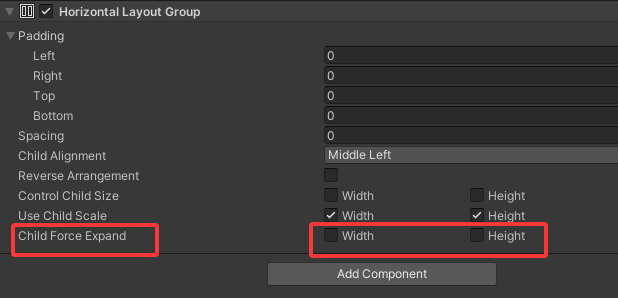 Horizontal Layout Group
Padding
Left 0
Right 0
Top 0
Bottom 0
Spacing 0
Child Alignment Middle Left
Reverse Arrangement
Control Child Size Width Height
Use Child Scale Width Height
Child Force Expand Width Height
Add Component